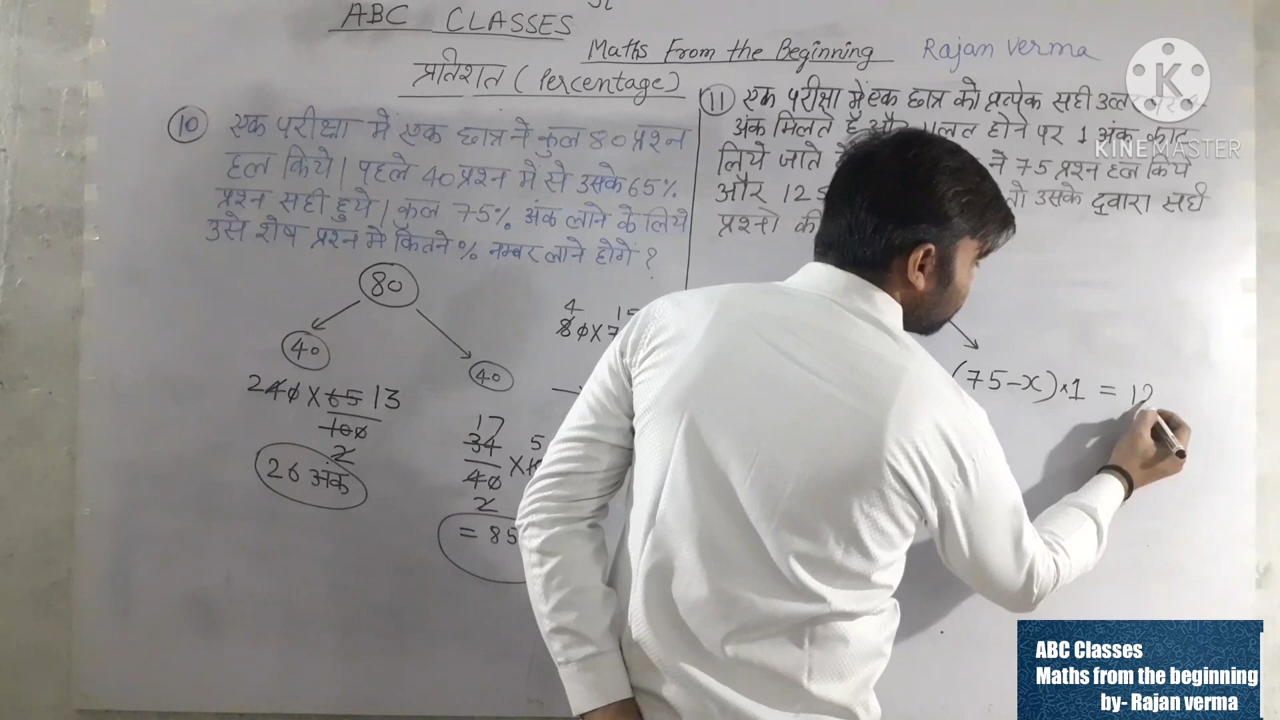 ABC CLASSES
Maths From the Beginning Rajan verma
प्रतिशत (Percentage)
10 एक परीक्षा में एक छात्र ने कुल 80 प्रश्न
हल किये। पहले 40 प्रश्न में से उसके 65%
प्रश्न सही हुये। कुल 75% अंक लाने के लिये
उसे शेष प्रश्न में कितने % नम्बर लाने होगें ?
80
40
40
240 × 65 13
100
2
26 अंक
17
34 5
40
2
= 85
4 15
80×7
11 एक परीक्षा में एक छात्र को प्रत्येक सही
अंक मिलते है और गलत होने पर 1 अंक काट
लिये जाते ने 75 प्रश्न हल किये
और 125 तो उसके दुवारा सही
प्रश्नो की
(75-x)×1 = 12
K
KINEMASTER
ABC Classes
Maths from the beginning
by- Rajan verma